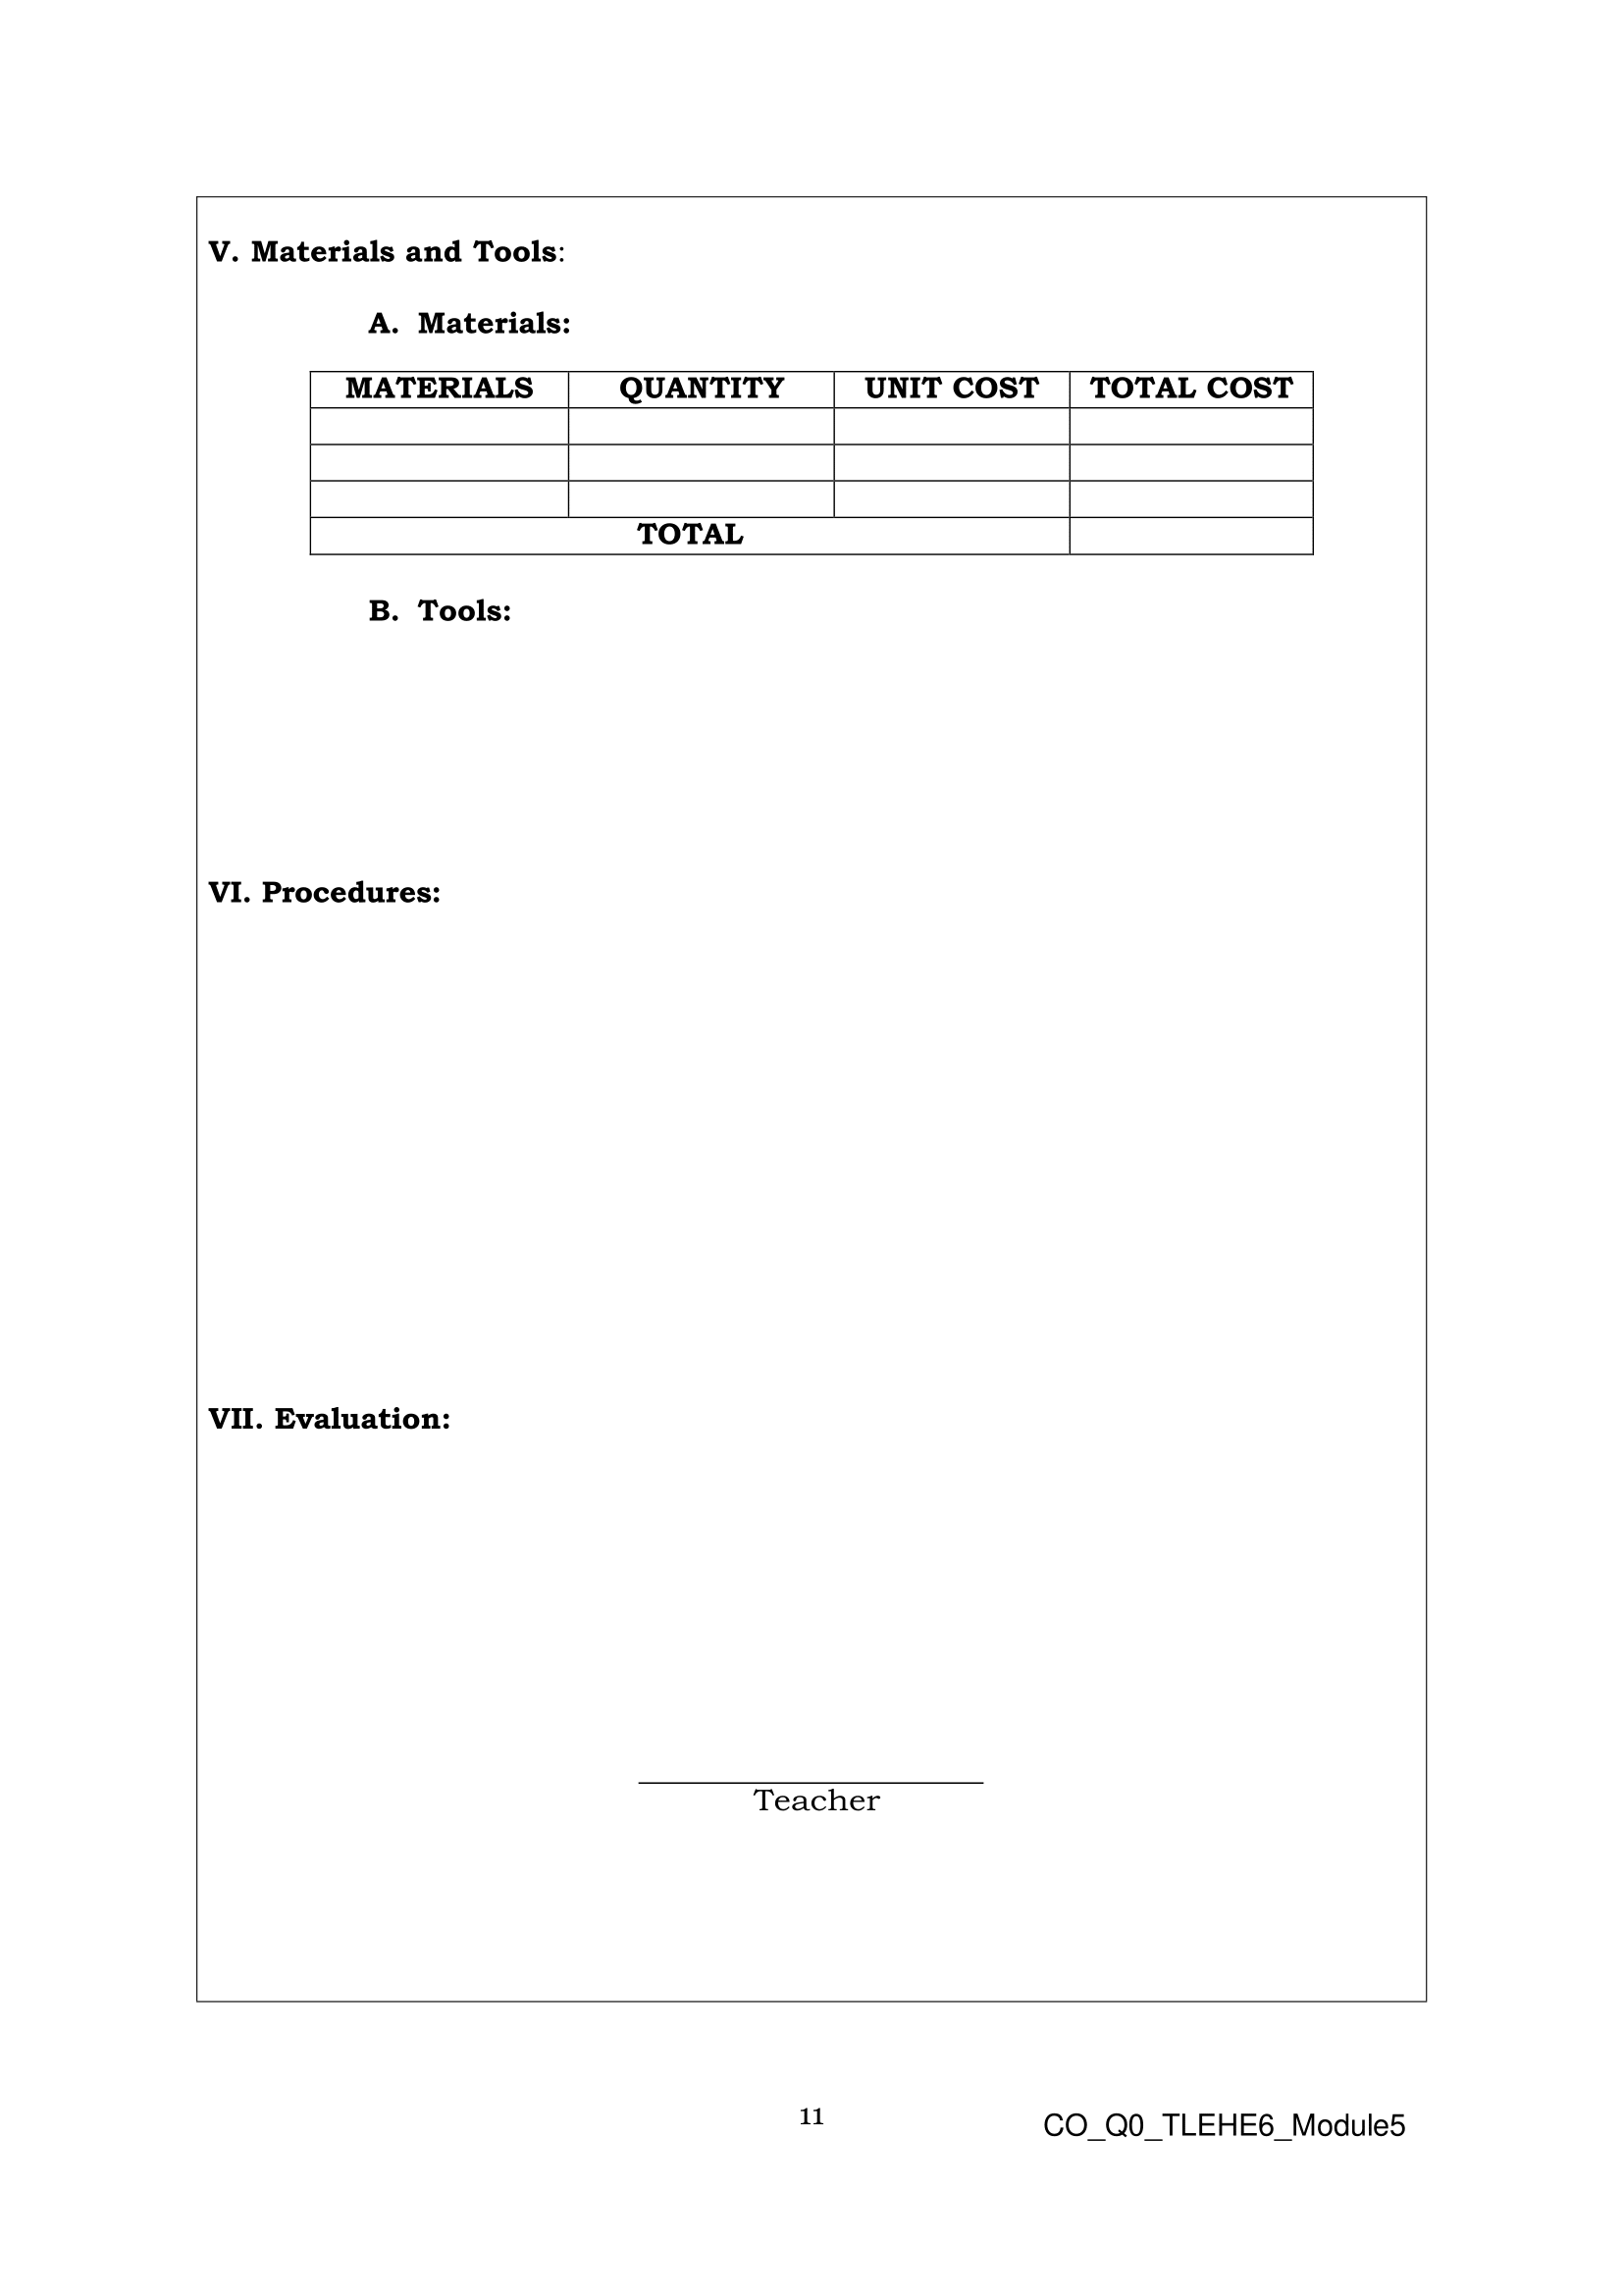 V. Materials and Tools:
A. Materials:
MATERIALS QUANTITY UNIT COST TOTAL COST
TOTAL
B. Tools:
VI. Procedures:
VII. Evaluation:
Teacher
11
CO_Q0_TLEHE6_Module5